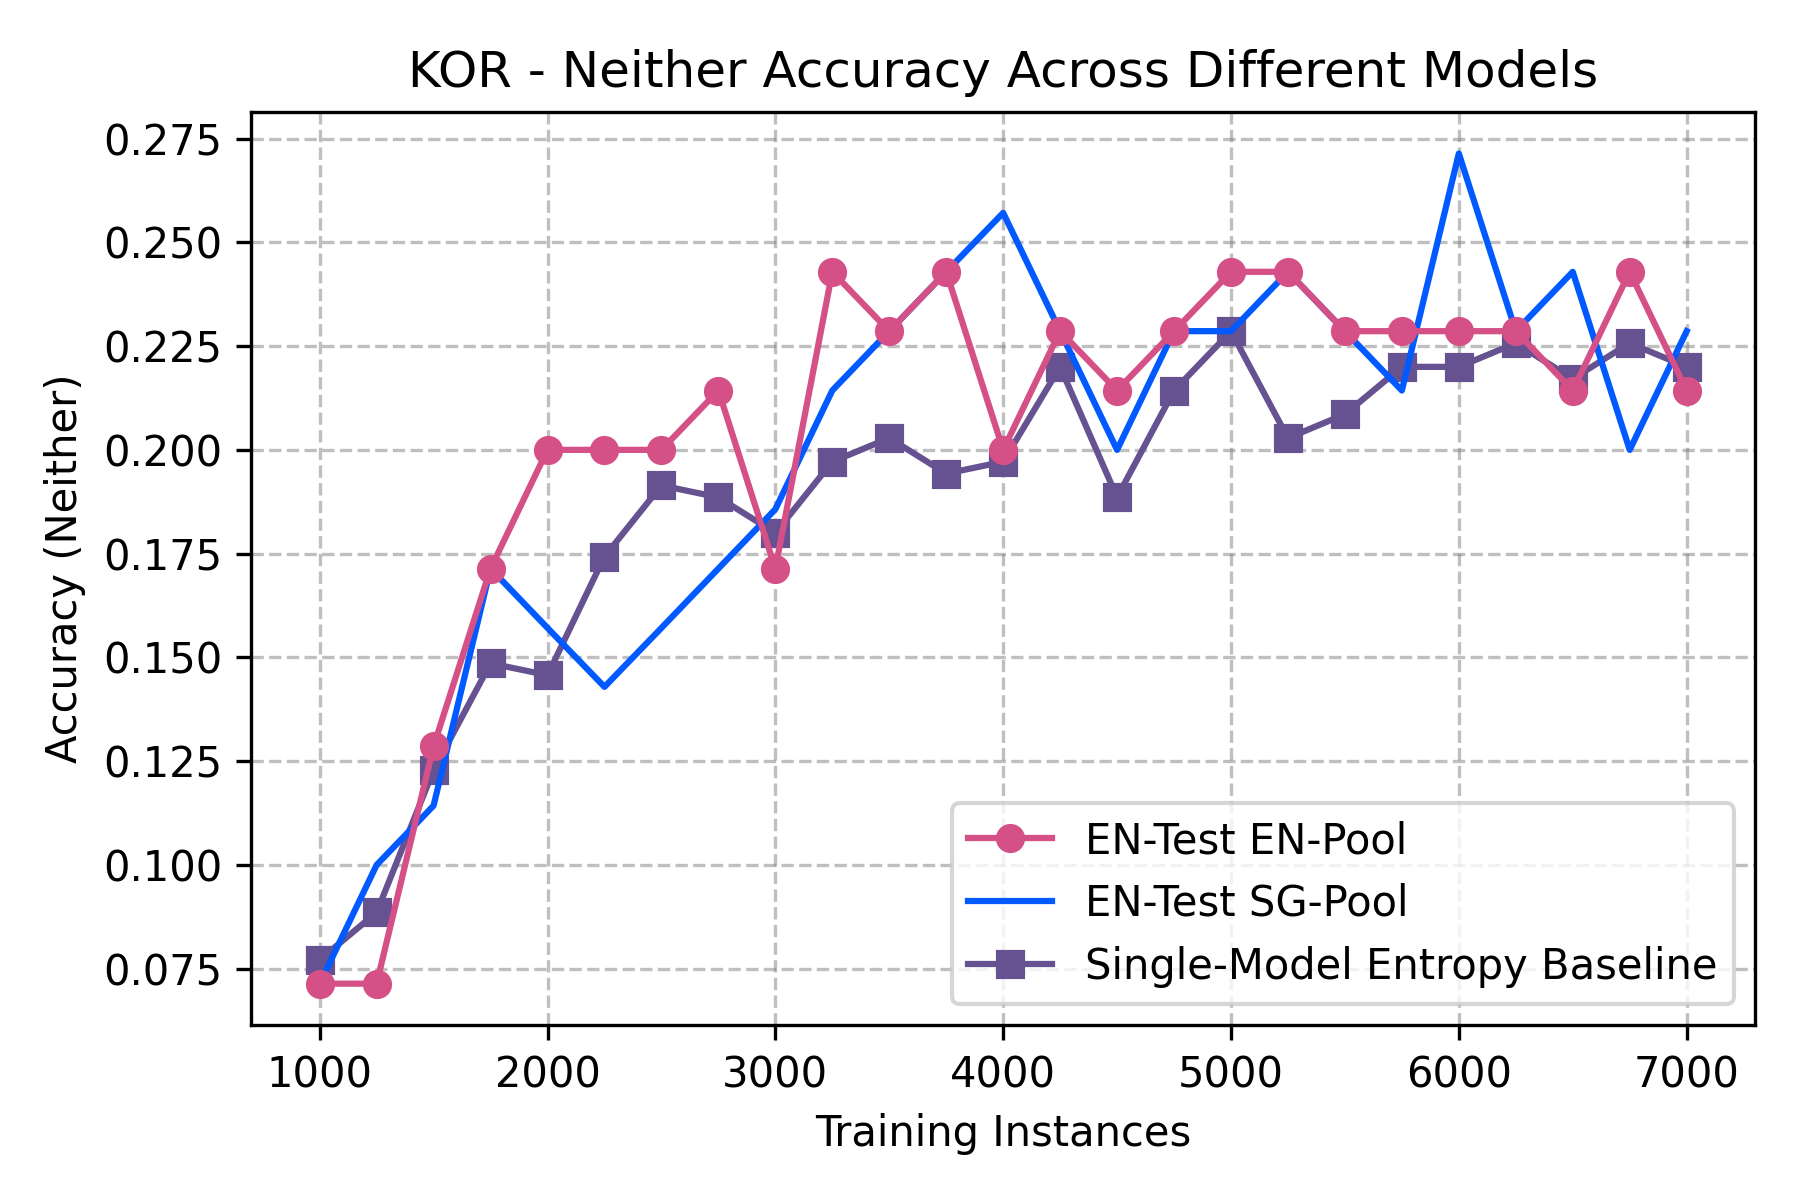 KOR - Neither Accuracy Across Different Models
0.275
0.250
0.225
0.200
0.175
0.150
0.125
0.100
0.075
Accuracy (Neither)
EN-Test EN-Pool
EN-Test SG-Pool
Single-Model Entropy Baseline
1000 2000 3000 4000 5000 6000 7000
Training Instances